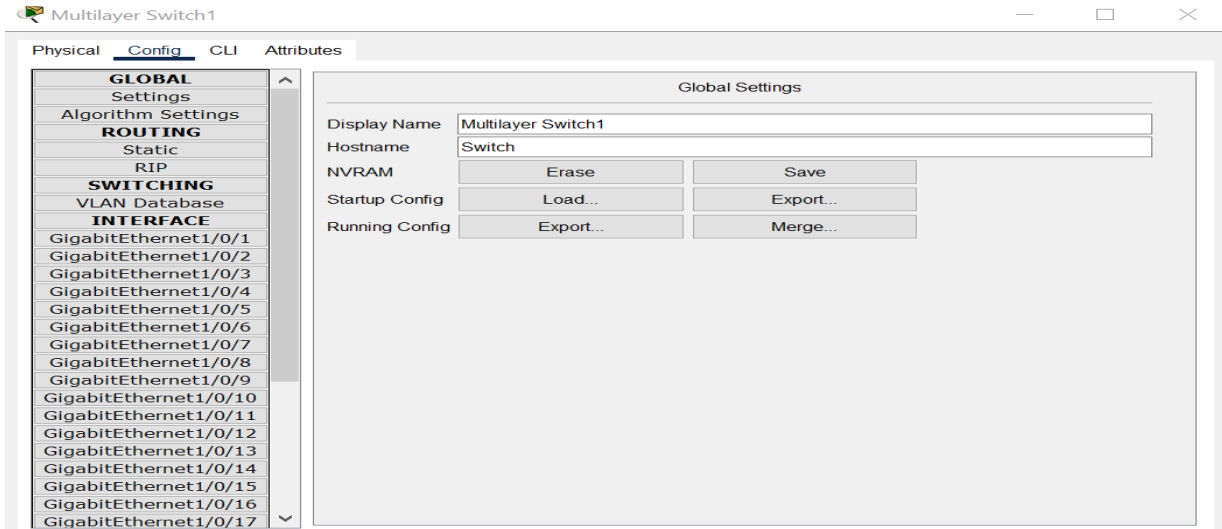 Multilayer Switch1
Physical Config CLI Attributes
GLOBAL
Settings
Algorithm Settings
ROUTING
Static
RIP
SWITCHING
VLAN Database
INTERFACE
GigabitEthernet1/0/1
GigabitEthernet1/0/2
GigabitEthernet1/0/3
GigabitEthernet1/0/4
GigabitEthernet1/0/5
GigabitEthernet1/0/6
GigabitEthernet1/0/7
GigabitEthernet1/0/8
GigabitEthernet1/0/9
GigabitEthernet1/0/10
GigabitEthernet1/0/11
GigabitEthernet1/0/12
GigabitEthernet1/0/13
GigabitEthernet1/0/14
GigabitEthernet1/0/15
GigabitEthernet1/0/16
GigabitEthernet1/0/17
Global Settings
Display Name Multilayer Switch1
Hostname Switch
NVRAM Erase Save
Startup Config Load... Export...
Running Config Export... Merge...